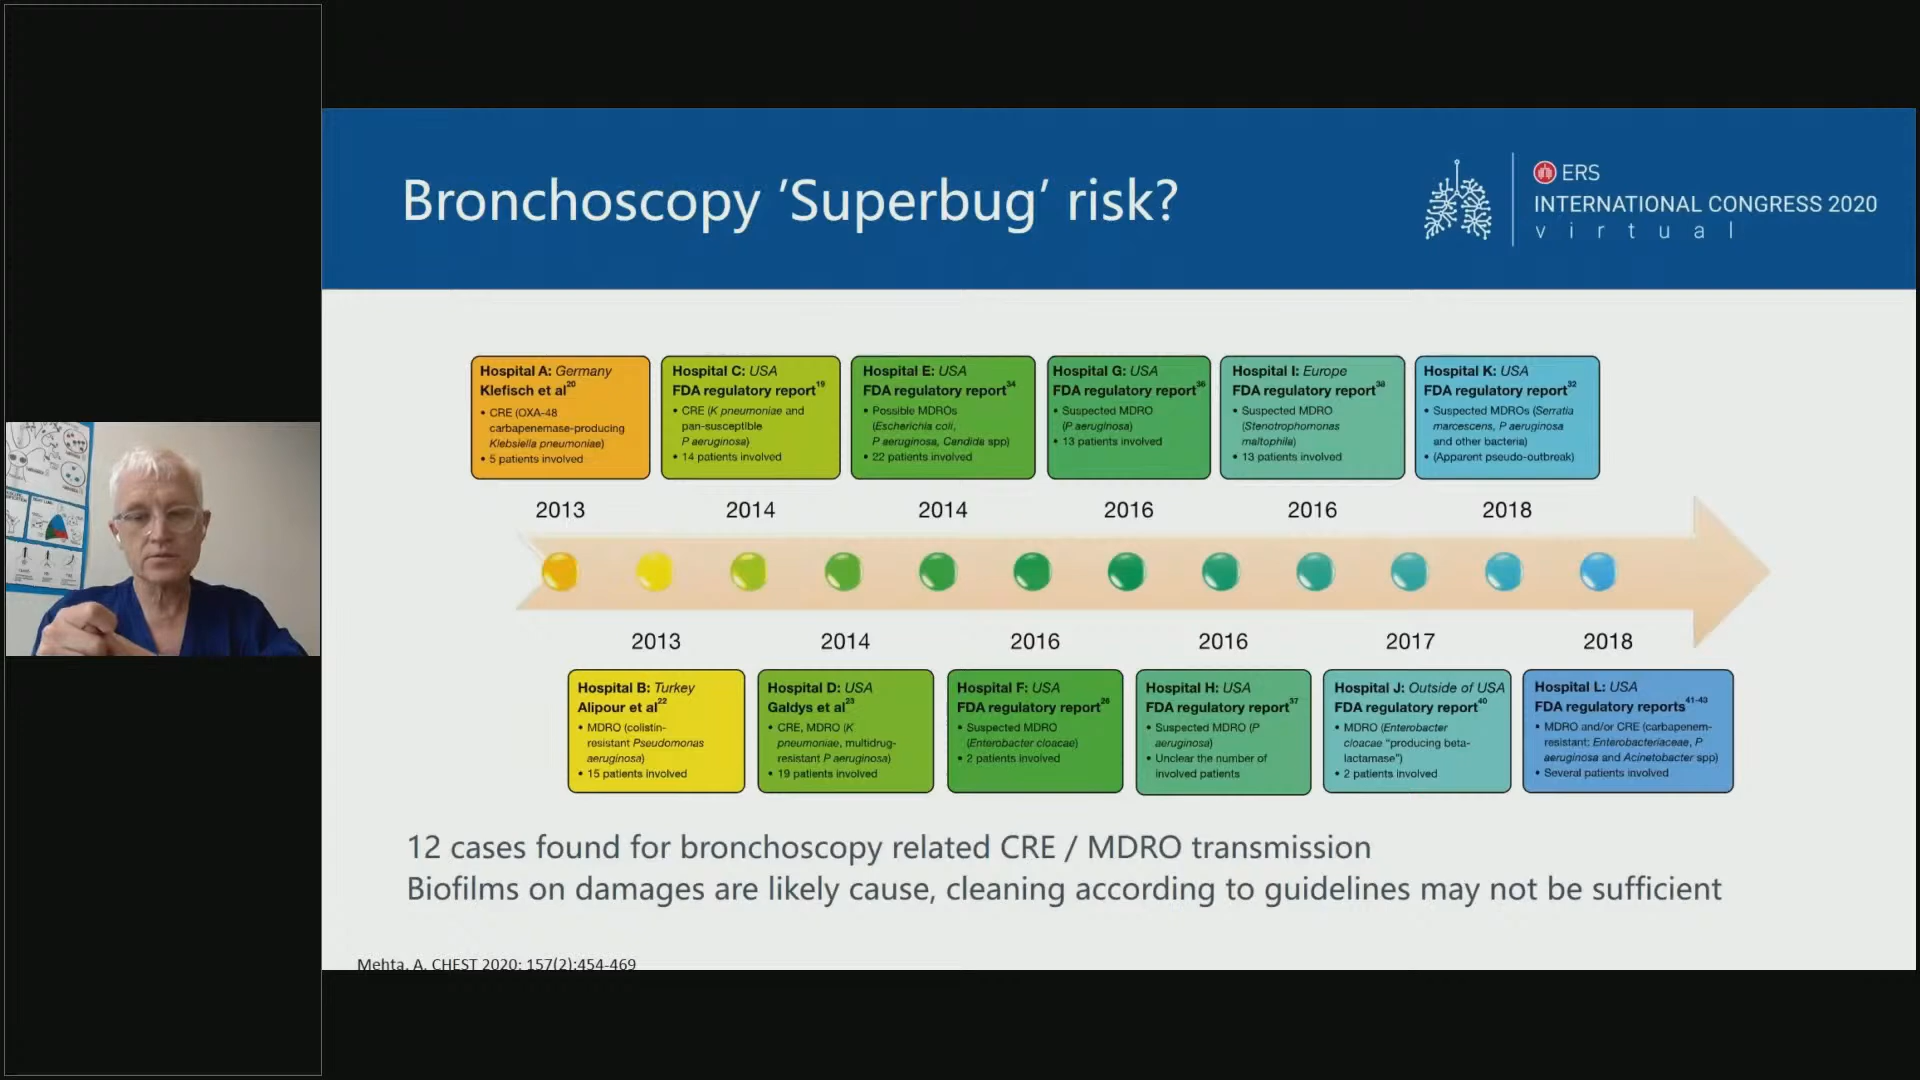 Bronchoscopy ’Superbug’ risk?
ERS
INTERNATIONAL CONGRESS 2020
virtual
Hospital A: Germany
Klefisch et al20
• CRE (OXA-48
carbapenemase-producing
Klebsiella pneumoniae)
• 5 patients involved
Hospital C: USA
FDA regulatory report19
• CRE (K pneumoniae and
pan-susceptible
P aeruginosa)
• 14 patients involved
Hospital E: USA
FDA regulatory report34
• Possible MDROs
(Escherichia coli,
P aeruginosa, Candida spp)
• 22 patients involved
Hospital G: USA
FDA regulatory report36
• Suspected MDRO
(P aeruginosa)
• 13 patients involved
Hospital I: Europe
FDA regulatory report38
• Suspected MDRO
(Stenotrophomonas
maltophila)
• 13 patients involved
Hospital K: USA
FDA regulatory report32
• Suspected MDROs (Serratia
marcescens, P aeruginosa
and other bacteria)
• (Apparent pseudo-outbreak)
2013
2014
2014
2016
2016
2018
2013
2014
2016
2016
2017
2018
Hospital B: Turkey
Alipour et al22
• MDRO (colistin-
resistant Pseudomonas
aeruginosa)
• 15 patients involved
Hospital D: USA
Galdys et al23
• CRE, MDRO (K
pneumoniae, multidrug-
resistant P aeruginosa)
• 19 patients involved
Hospital F: USA
FDA regulatory report26
• Suspected MDRO
(Enterobacter cloacae)
• 2 patients involved
Hospital H: USA
FDA regulatory report37
• Suspected MDRO (P
aeruginosa)
• Unclear the number of
involved patients
Hospital J: Outside of USA
FDA regulatory report40
• MDRO (Enterobacter
cloacae “producing beta-
lactamase”)
• 2 patients involved
Hospital L: USA
FDA regulatory reports41-43
• MDRO and/or CRE (carbapenem-
resistant: Enterobacteriaceae, P
aeruginosa and Acinetobacter spp)
• Several patients involved
12 cases found for bronchoscopy related CRE / MDRO transmission
Biofilms on damages are likely cause, cleaning according to guidelines may not be sufficient
Mehta, A. CHEST 2020; 157(2):454-469